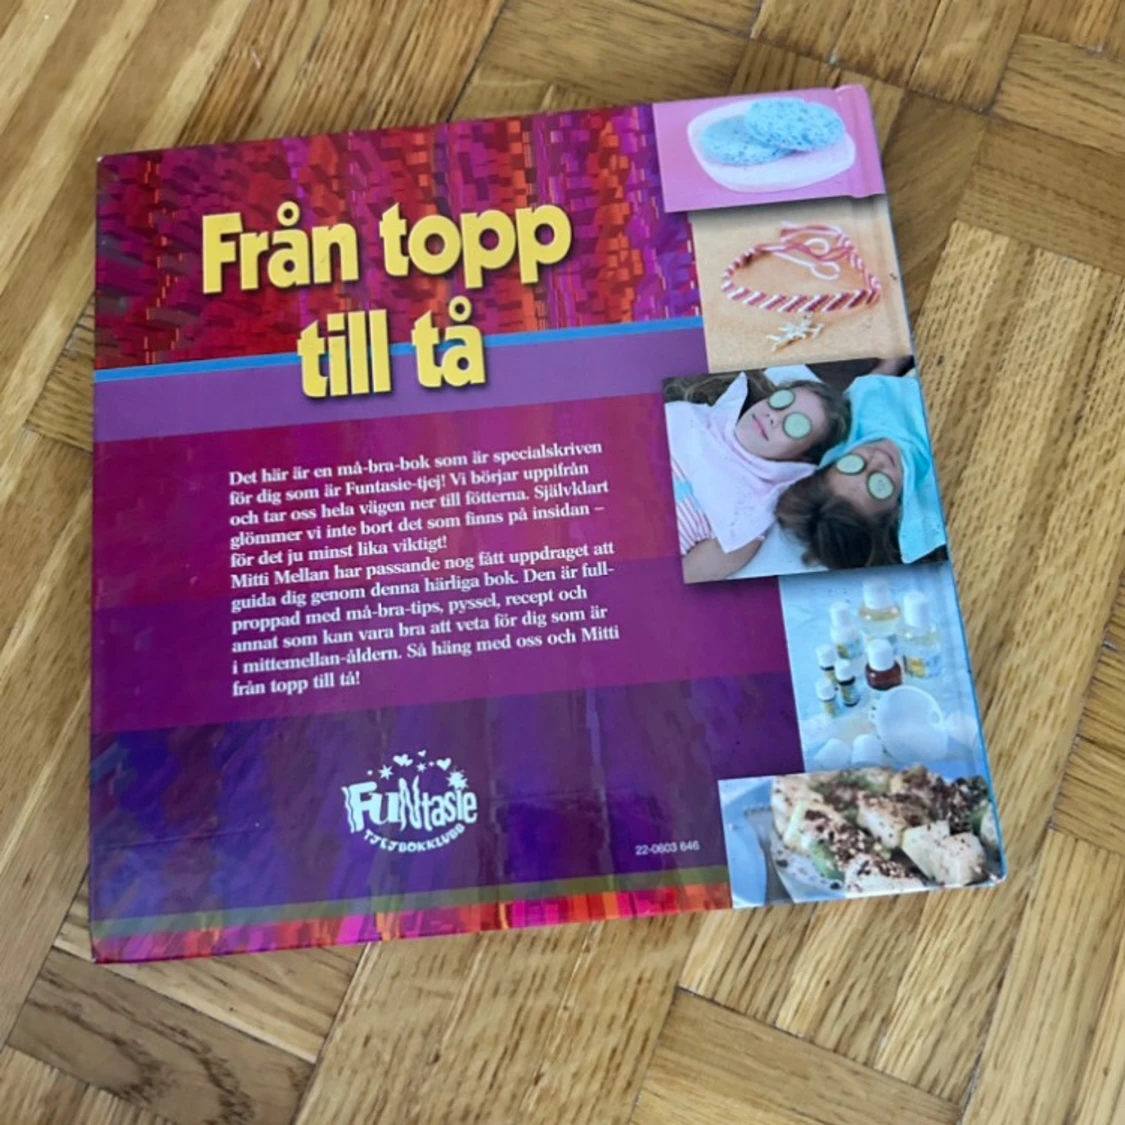 Från topp
till tå
Det här är en må-bra-bok som är specialskriven
för dig som är Funtasie-tjej! Vi börjar uppifrån
och tar oss hela vägen ner till fötterna. Självklart
glömmer vi inte bort det som finns på insidan –
för det ju minst lika viktigt!
Mitti Mellan har passande nog fått uppdraget att
guida dig genom denna härliga bok. Den är full-
proppad med må-bra-tips, pyssel, recept och
annat som kan vara bra att veta för dig som är
i mittemellan-åldern. Så häng med oss och Mitti
från topp till tå!
FuNtasie
TJEJBOKKLUBB
22-0603 646